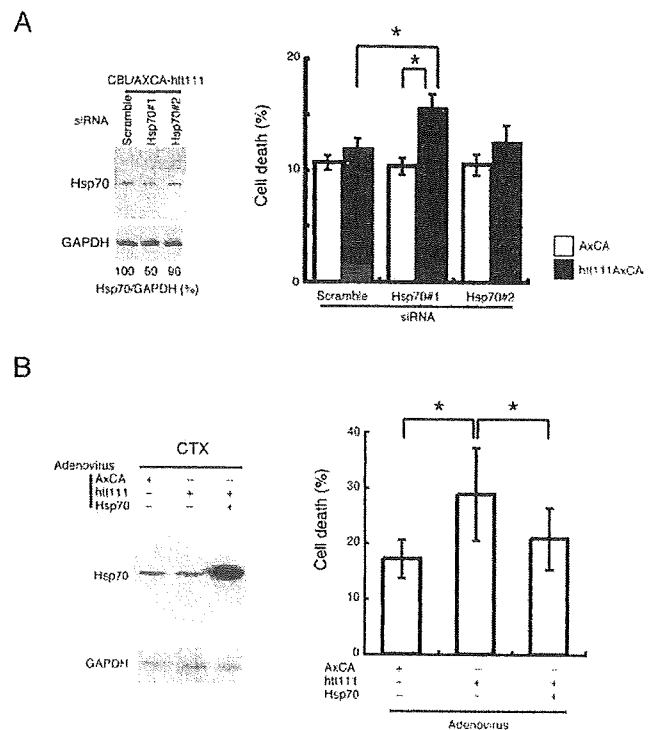 A
CBL/AXCA-htt111
siRNA
Scramble
Hsp70#1
Hsp70#2
Hsp70
GAPDH
100 50 96
Hsp70/GAPDH (%)
Cell death (%)
20
10
0
*
*
Scramble Hsp70#1 Hsp70#2
siRNA
AxCA
htt111AxCA
B
CTX
Adenovirus
AxCA + – –
htt111 – + +
Hsp70 – – +
Hsp70
GAPDH
Cell death (%)
40
30
20
10
0
* *
AxCA + – –
htt111 – + +
Hsp70 – – +
Adenovirus